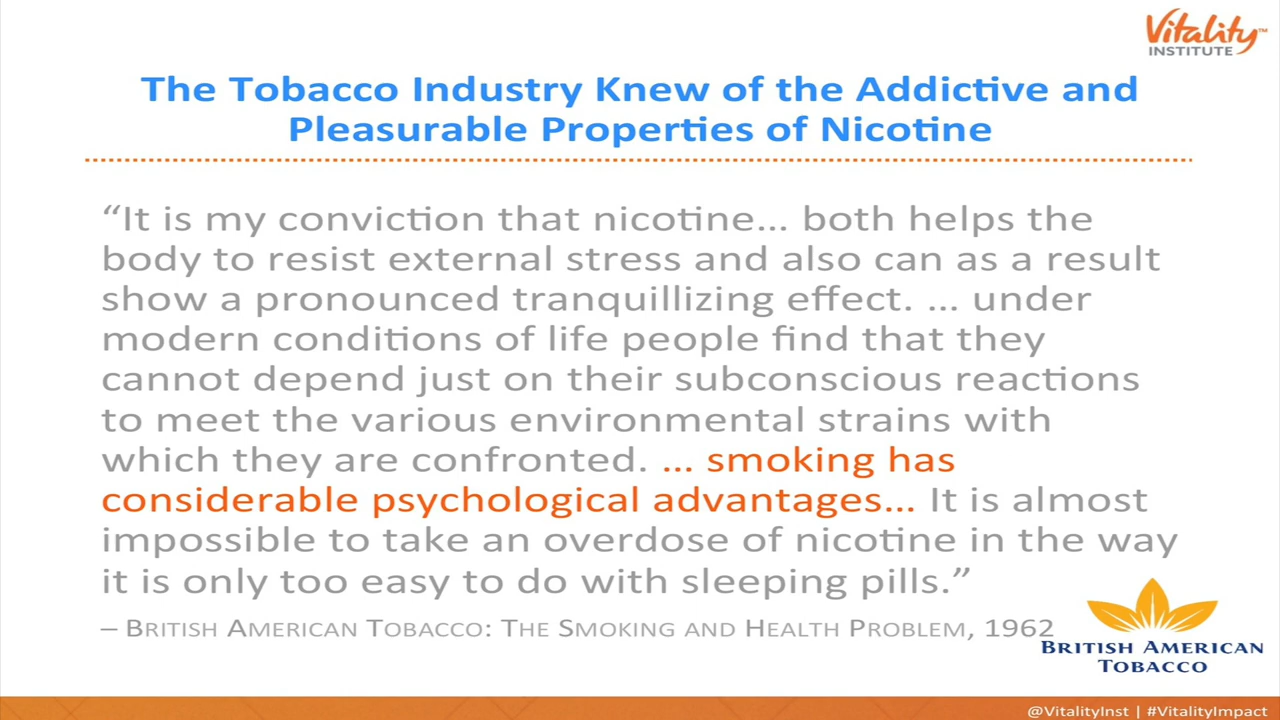 Vitality™
INSTITUTE
The Tobacco Industry Knew of the Addictive and
Pleasurable Properties of Nicotine
“It is my conviction that nicotine... both helps the
body to resist external stress and also can as a result
show a pronounced tranquillizing effect. ... under
modern conditions of life people find that they
cannot depend just on their subconscious reactions
to meet the various environmental strains with
which they are confronted. ... smoking has
considerable psychological advantages... It is almost
impossible to take an overdose of nicotine in the way
it is only too easy to do with sleeping pills.”
– BRITISH AMERICAN TOBACCO: THE SMOKING AND HEALTH PROBLEM, 1962
BRITISH AMERICAN
TOBACCO
@VitalityInst | #VitalityImpact